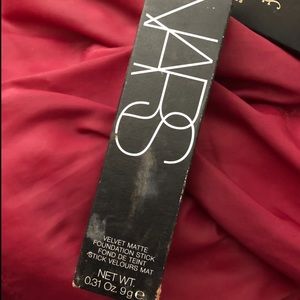 NARS
VELVET MATTE
FOUNDATION STICK
FOND DE TEINT
STICK VELOURS MAT
NET WT.
0.31 Oz. 9g e